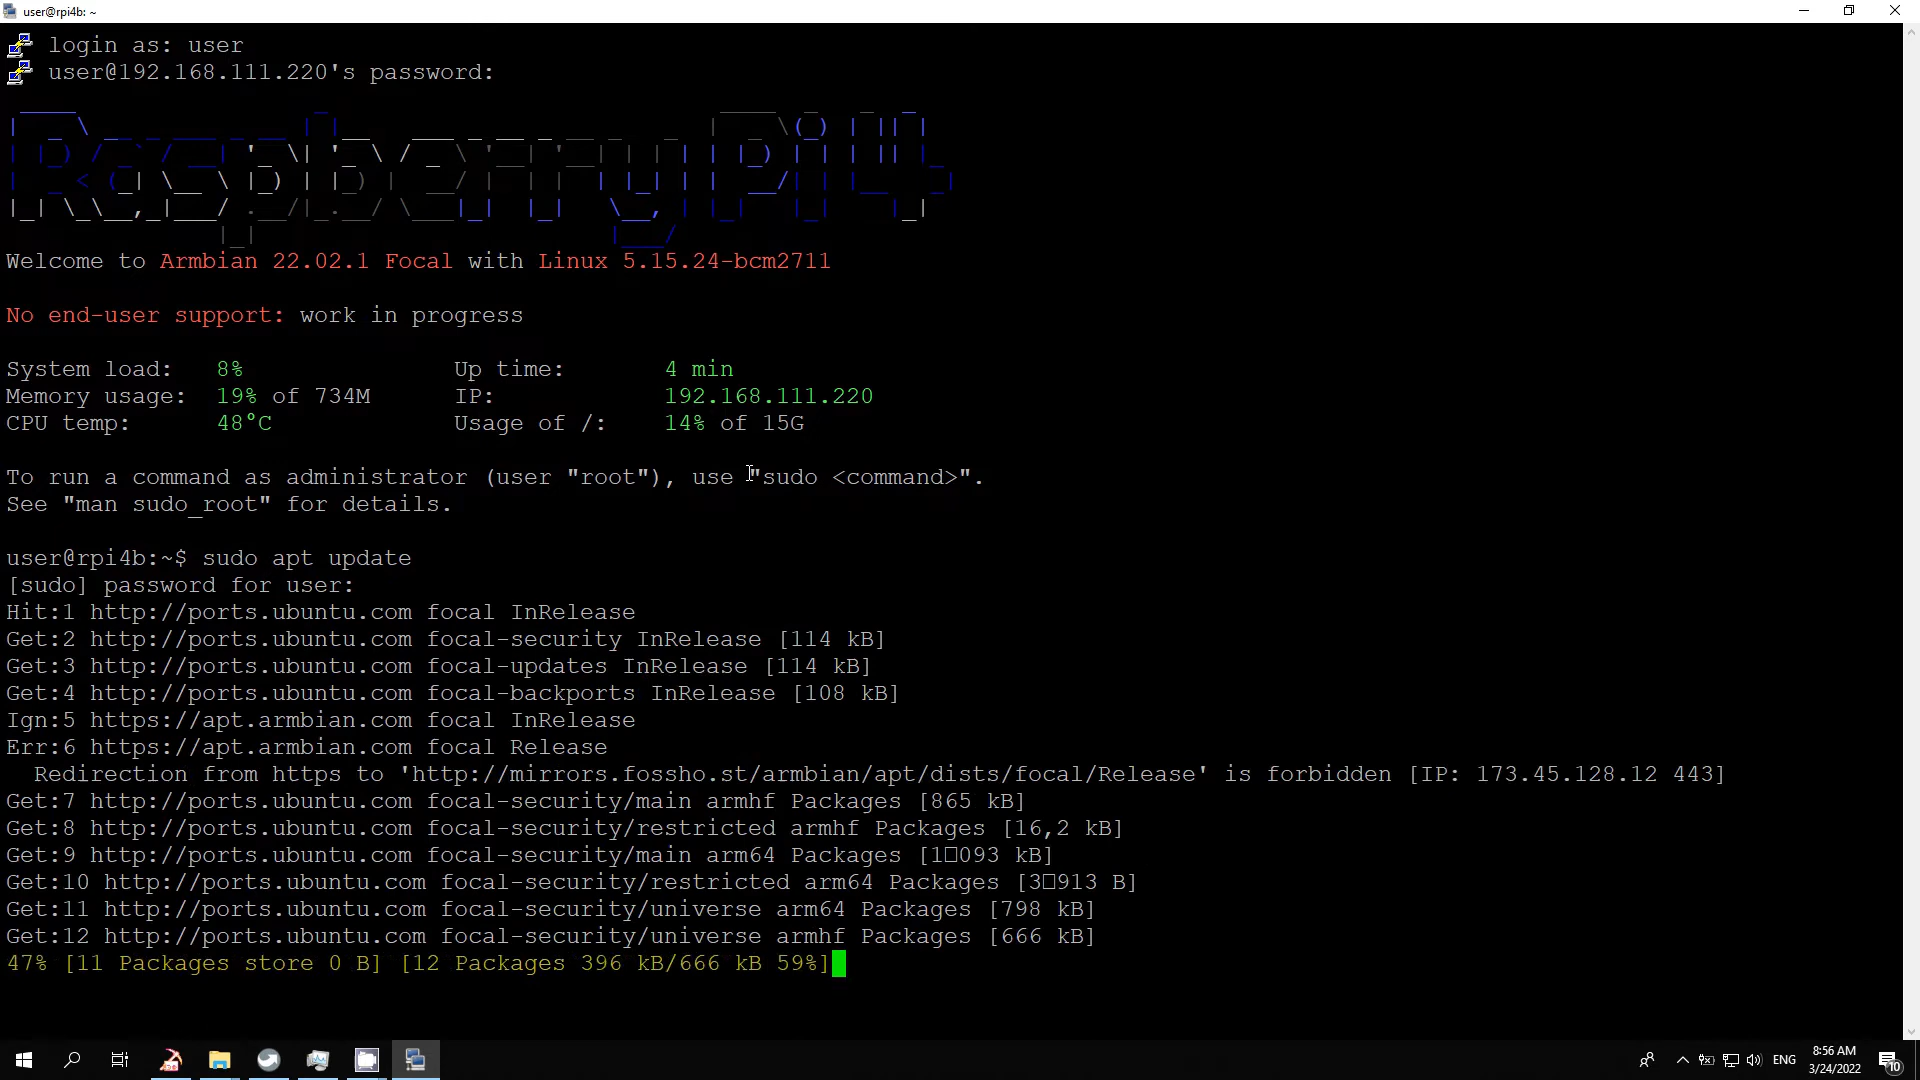 user@rpi4b: ~
login as: user
user@192.168.111.220's password:
RaspberryPi4
Welcome to Armbian 22.02.1 Focal with Linux 5.15.24-bcm2711
No end-user support: work in progress
System load: 8% Up time: 4 min
Memory usage: 19% of 734M IP: 192.168.111.220
CPU temp: 48°C Usage of /: 14% of 15G
To run a command as administrator (user "root"), use "sudo <command>".
See "man sudo_root" for details.
user@rpi4b:~$ sudo apt update
[sudo] password for user:
Hit:1 http://ports.ubuntu.com focal InRelease
Get:2 http://ports.ubuntu.com focal-security InRelease [114 kB]
Get:3 http://ports.ubuntu.com focal-updates InRelease [114 kB]
Get:4 http://ports.ubuntu.com focal-backports InRelease [108 kB]
Ign:5 https://apt.armbian.com focal InRelease
Err:6 https://apt.armbian.com focal Release
Redirection from https to 'http://mirrors.fossho.st/armbian/apt/dists/focal/Release' is forbidden [IP: 173.45.128.12 443]
Get:7 http://ports.ubuntu.com focal-security/main armhf Packages [865 kB]
Get:8 http://ports.ubuntu.com focal-security/restricted armhf Packages [16,2 kB]
Get:9 http://ports.ubuntu.com focal-security/main arm64 Packages [1□093 kB]
Get:10 http://ports.ubuntu.com focal-security/restricted arm64 Packages [3□913 B]
Get:11 http://ports.ubuntu.com focal-security/universe arm64 Packages [798 kB]
Get:12 http://ports.ubuntu.com focal-security/universe armhf Packages [666 kB]
47% [11 Packages store 0 B] [12 Packages 396 kB/666 kB 59%]
ENG
8:56 AM
3/24/2022
10